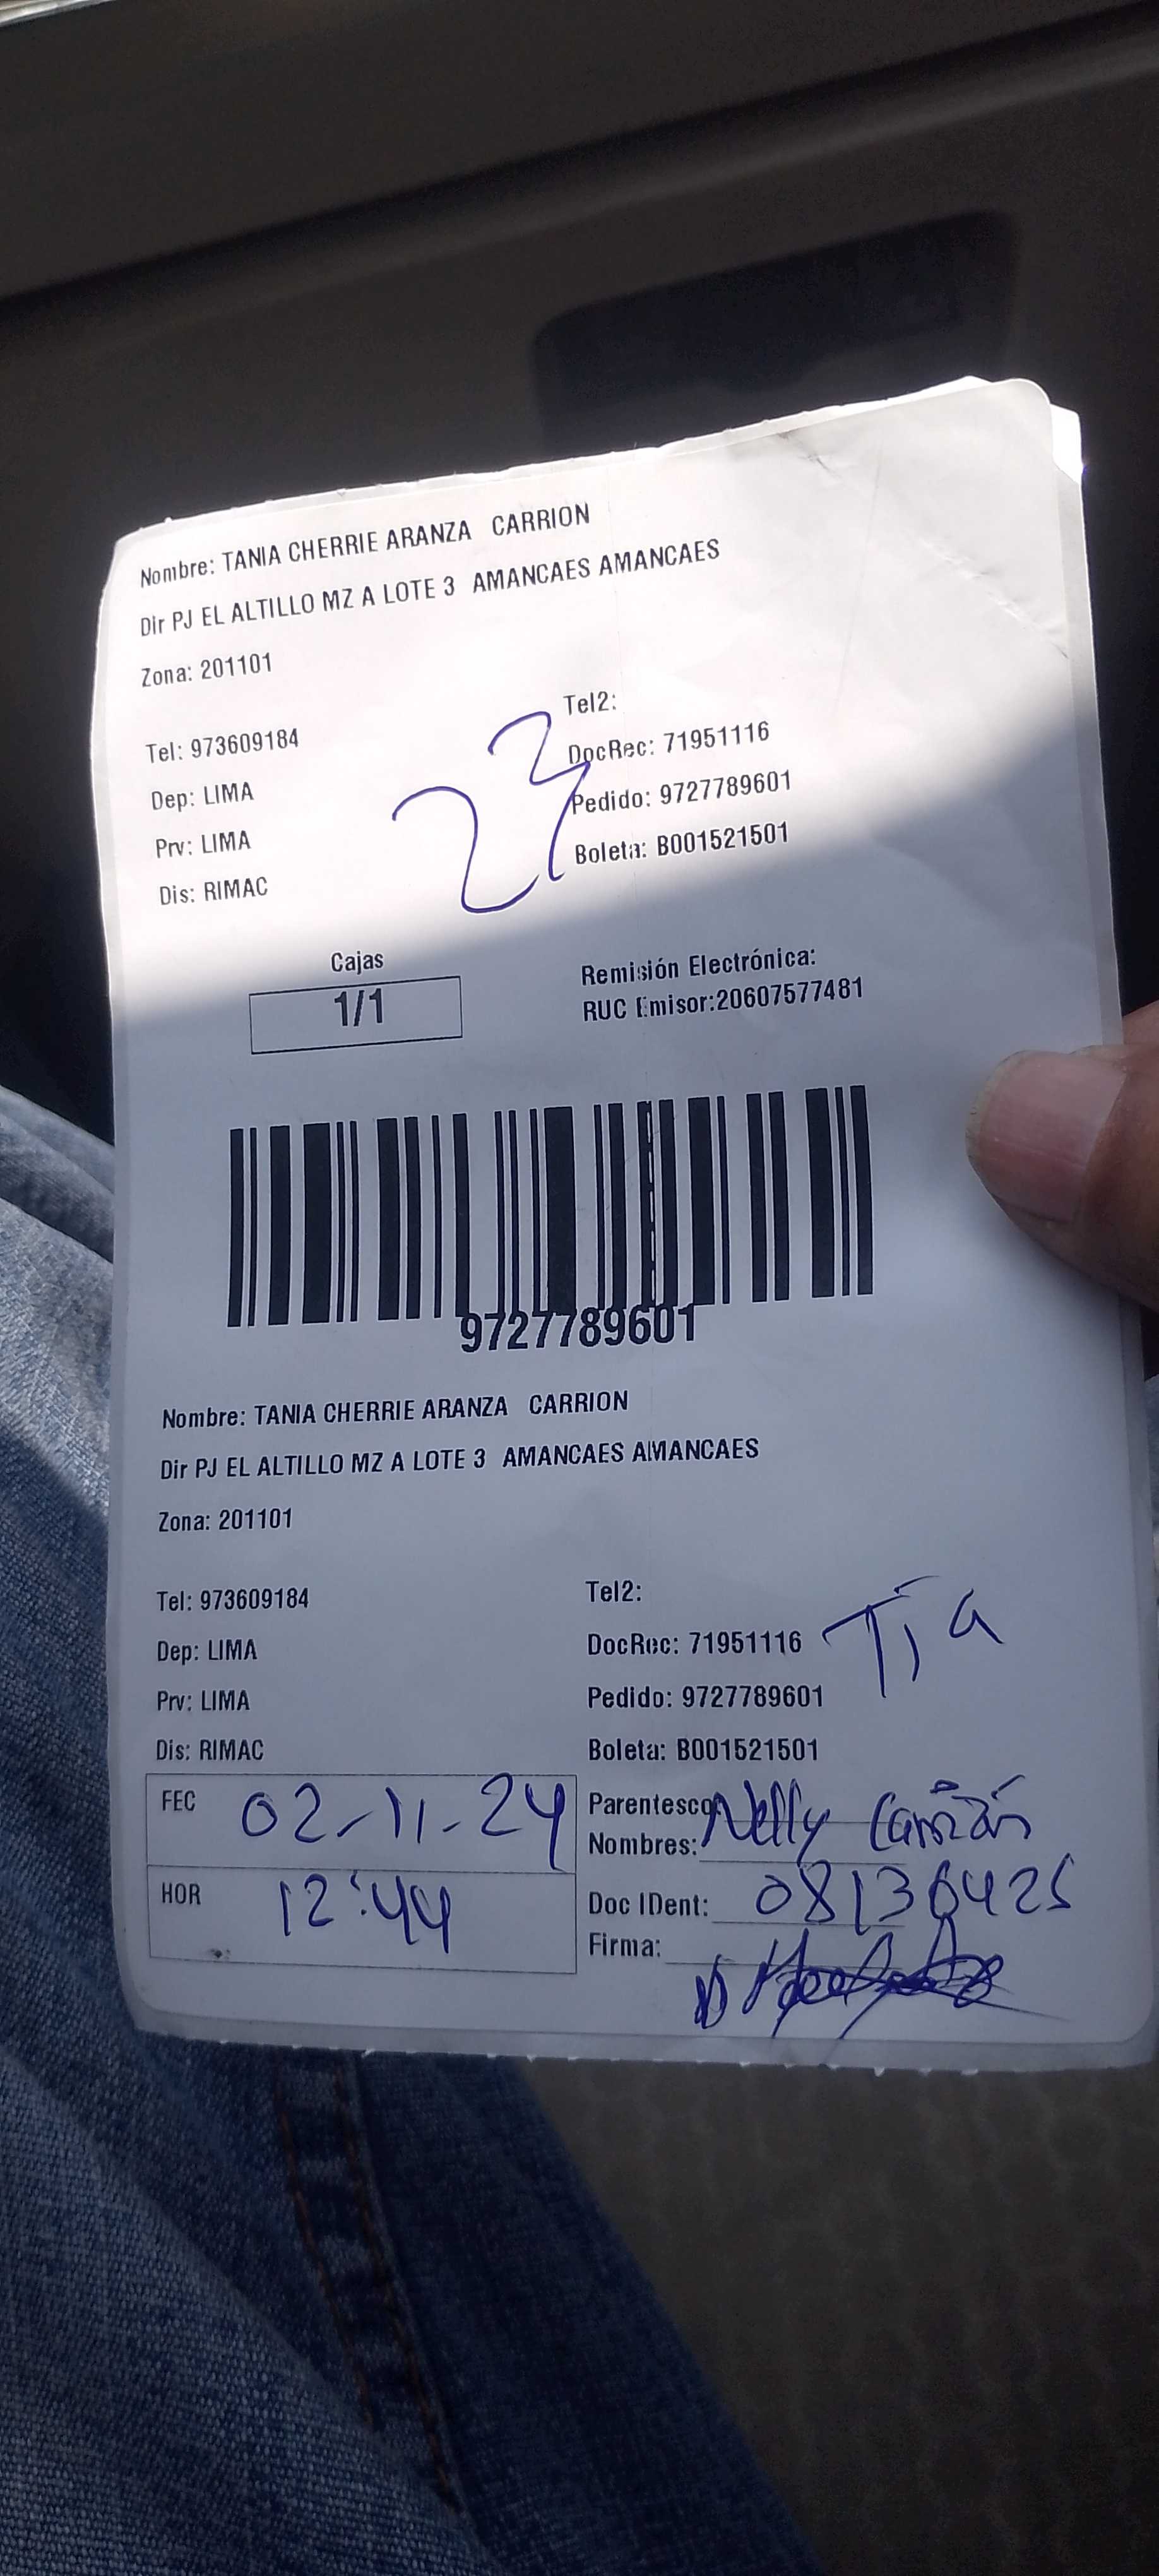 Nombre: TANIA CHERRIE ARANZA CARRION
Dir PJ EL ALTILLO MZ A LOTE 3 AMANCAES AMANCAES
Zona: 201101
Tel: 973609184
Tel2:
Dep: LIMA
DocRec: 71951116
Prv: LIMA
Pedido: 9727789601
Dis: RIMAC
Boleta: B001521501
23
Cajas
1/1
Remisión Electrónica:
RUC Emisor:20607577481
9727789601
Nombre: TANIA CHERRIE ARANZA CARRION
Dir PJ EL ALTILLO MZ A LOTE 3 AMANCAES AMANCAES
Zona: 201101
Tel: 973609184
Tel2:
Dep: LIMA
DocRec: 71951116 Tia
Prv: LIMA
Pedido: 9727789601
Dis: RIMAC
Boleta: B001521501
FEC 02-11-24
Parentesco
Nombres: Nelly Carrión
HOR 12:44
Doc IDent: 08136425
Firma: